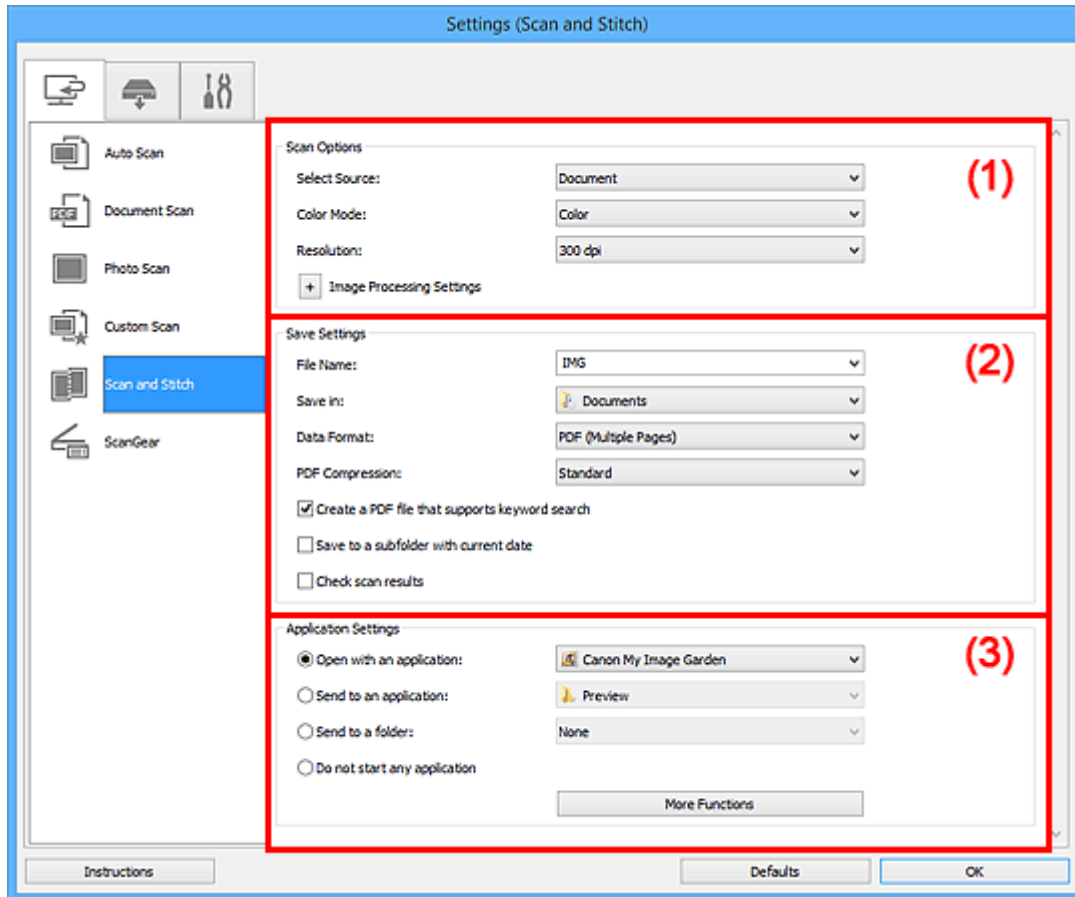 Settings (Scan and Stitch)
Auto Scan
Document Scan
Photo Scan
Custom Scan
Scan and Stitch
ScanGear
Scan Options
(1)
Select Source: Document
Color Mode: Color
Resolution: 300 dpi
+ Image Processing Settings
Save Settings
(2)
File Name: IMG
Save in: Documents
Data Format: PDF (Multiple Pages)
PDF Compression: Standard
Create a PDF file that supports keyword search
Save to a subfolder with current date
Check scan results
Application Settings
(3)
Open with an application: Canon My Image Garden
Send to an application: Preview
Send to a folder: None
Do not start any application
More Functions
Instructions Defaults OK